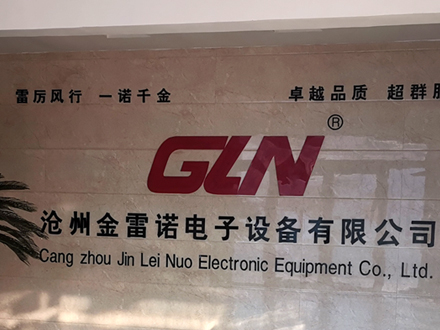 雷厉风行 一诺千金 卓越品质 超群
GLN ®
沧州金雷诺电子设备有限公司
Cang zhou Jin Lei Nuo Electronic Equipment Co., Ltd.